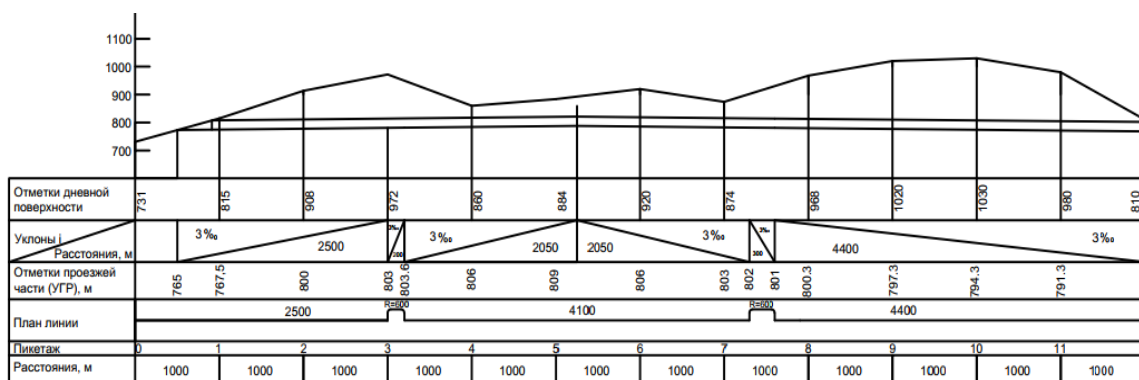 1100
1000
900
800
700
Отметки дневной поверхности
731 815 908 972 860 884 920 874 968 1020 1030 980 810
Уклоны i
Расстояния, м
3‰ 3‰ 3‰ 3‰ 3‰ 3‰
2500 200 2050 2050 300 4400
Отметки проезжей части (УГР), м
765 767,5 800 803 803.6 806 809 806 803 802 801 800.3 797.3 794.3 791.3
План линии
2500 R=600 4100 R=600 4400
Пикетаж
0 1 2 3 4 5 6 7 8 9 10 11
Расстояния, м
1000 1000 1000 1000 1000 1000 1000 1000 1000 1000 1000 1000